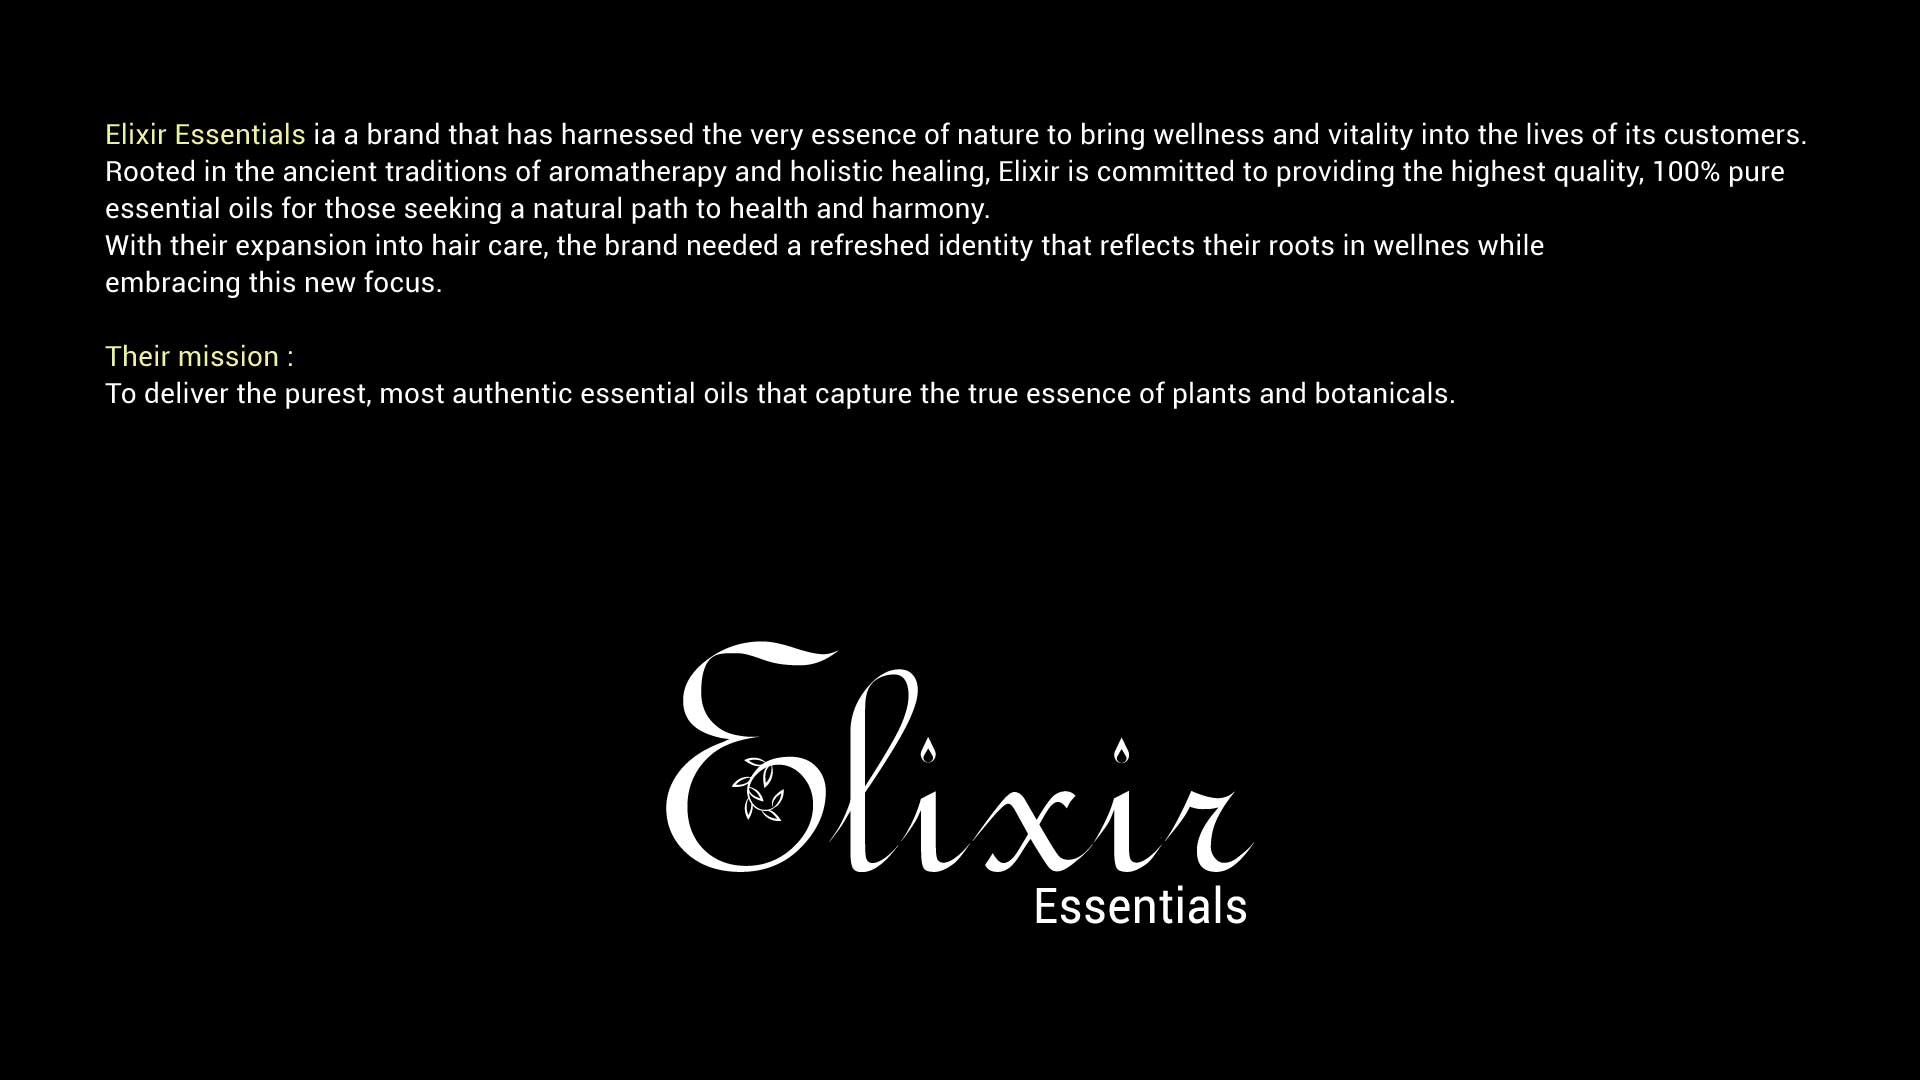 Elixir Essentials ia a brand that has harnessed the very essence of nature to bring wellness and vitality into the lives of its customers.
Rooted in the ancient traditions of aromatherapy and holistic healing, Elixir is committed to providing the highest quality, 100% pure
essential oils for those seeking a natural path to health and harmony.
With their expansion into hair care, the brand needed a refreshed identity that reflects their roots in wellnes while
embracing this new focus.
Their mission :
To deliver the purest, most authentic essential oils that capture the true essence of plants and botanicals.
Elixir
Essentials